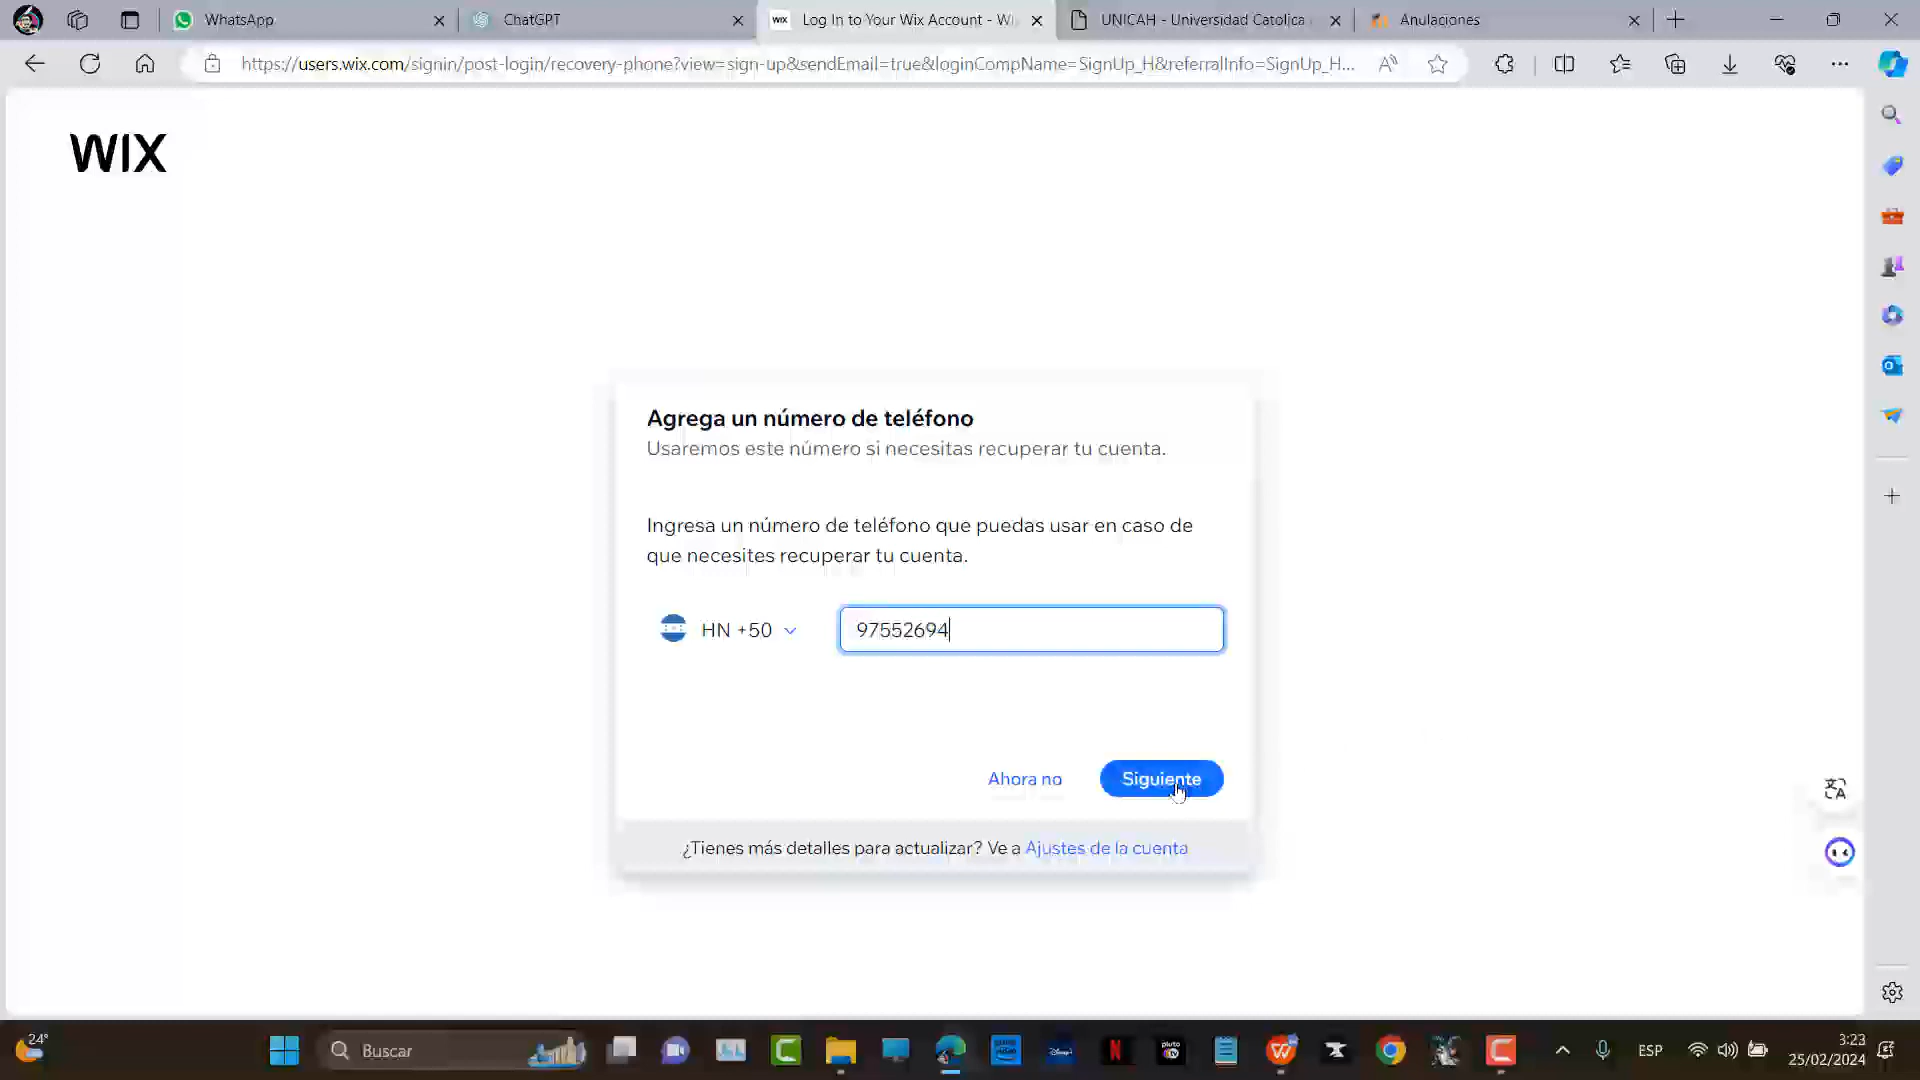 WhatsApp
ChatGPT
WIX Log In to Your Wix Account - Wi
UNICAH - Universidad Catolica
Anulaciones
https://users.wix.com/signin/post-login/recovery-phone?view=sign-up&sendEmail=true&loginCompName=SignUp_H&referralInfo=SignUp_H...
WIX
Agrega un número de teléfono
Usaremos este número si necesitas recuperar tu cuenta.
Ingresa un número de teléfono que puedas usar en caso de
que necesites recuperar tu cuenta.
HN +50
97552694
Ahora no
Siguiente
¿Tienes más detalles para actualizar? Ve a Ajustes de la cuenta
24°
Buscar
ESP
3:23
25/02/2024